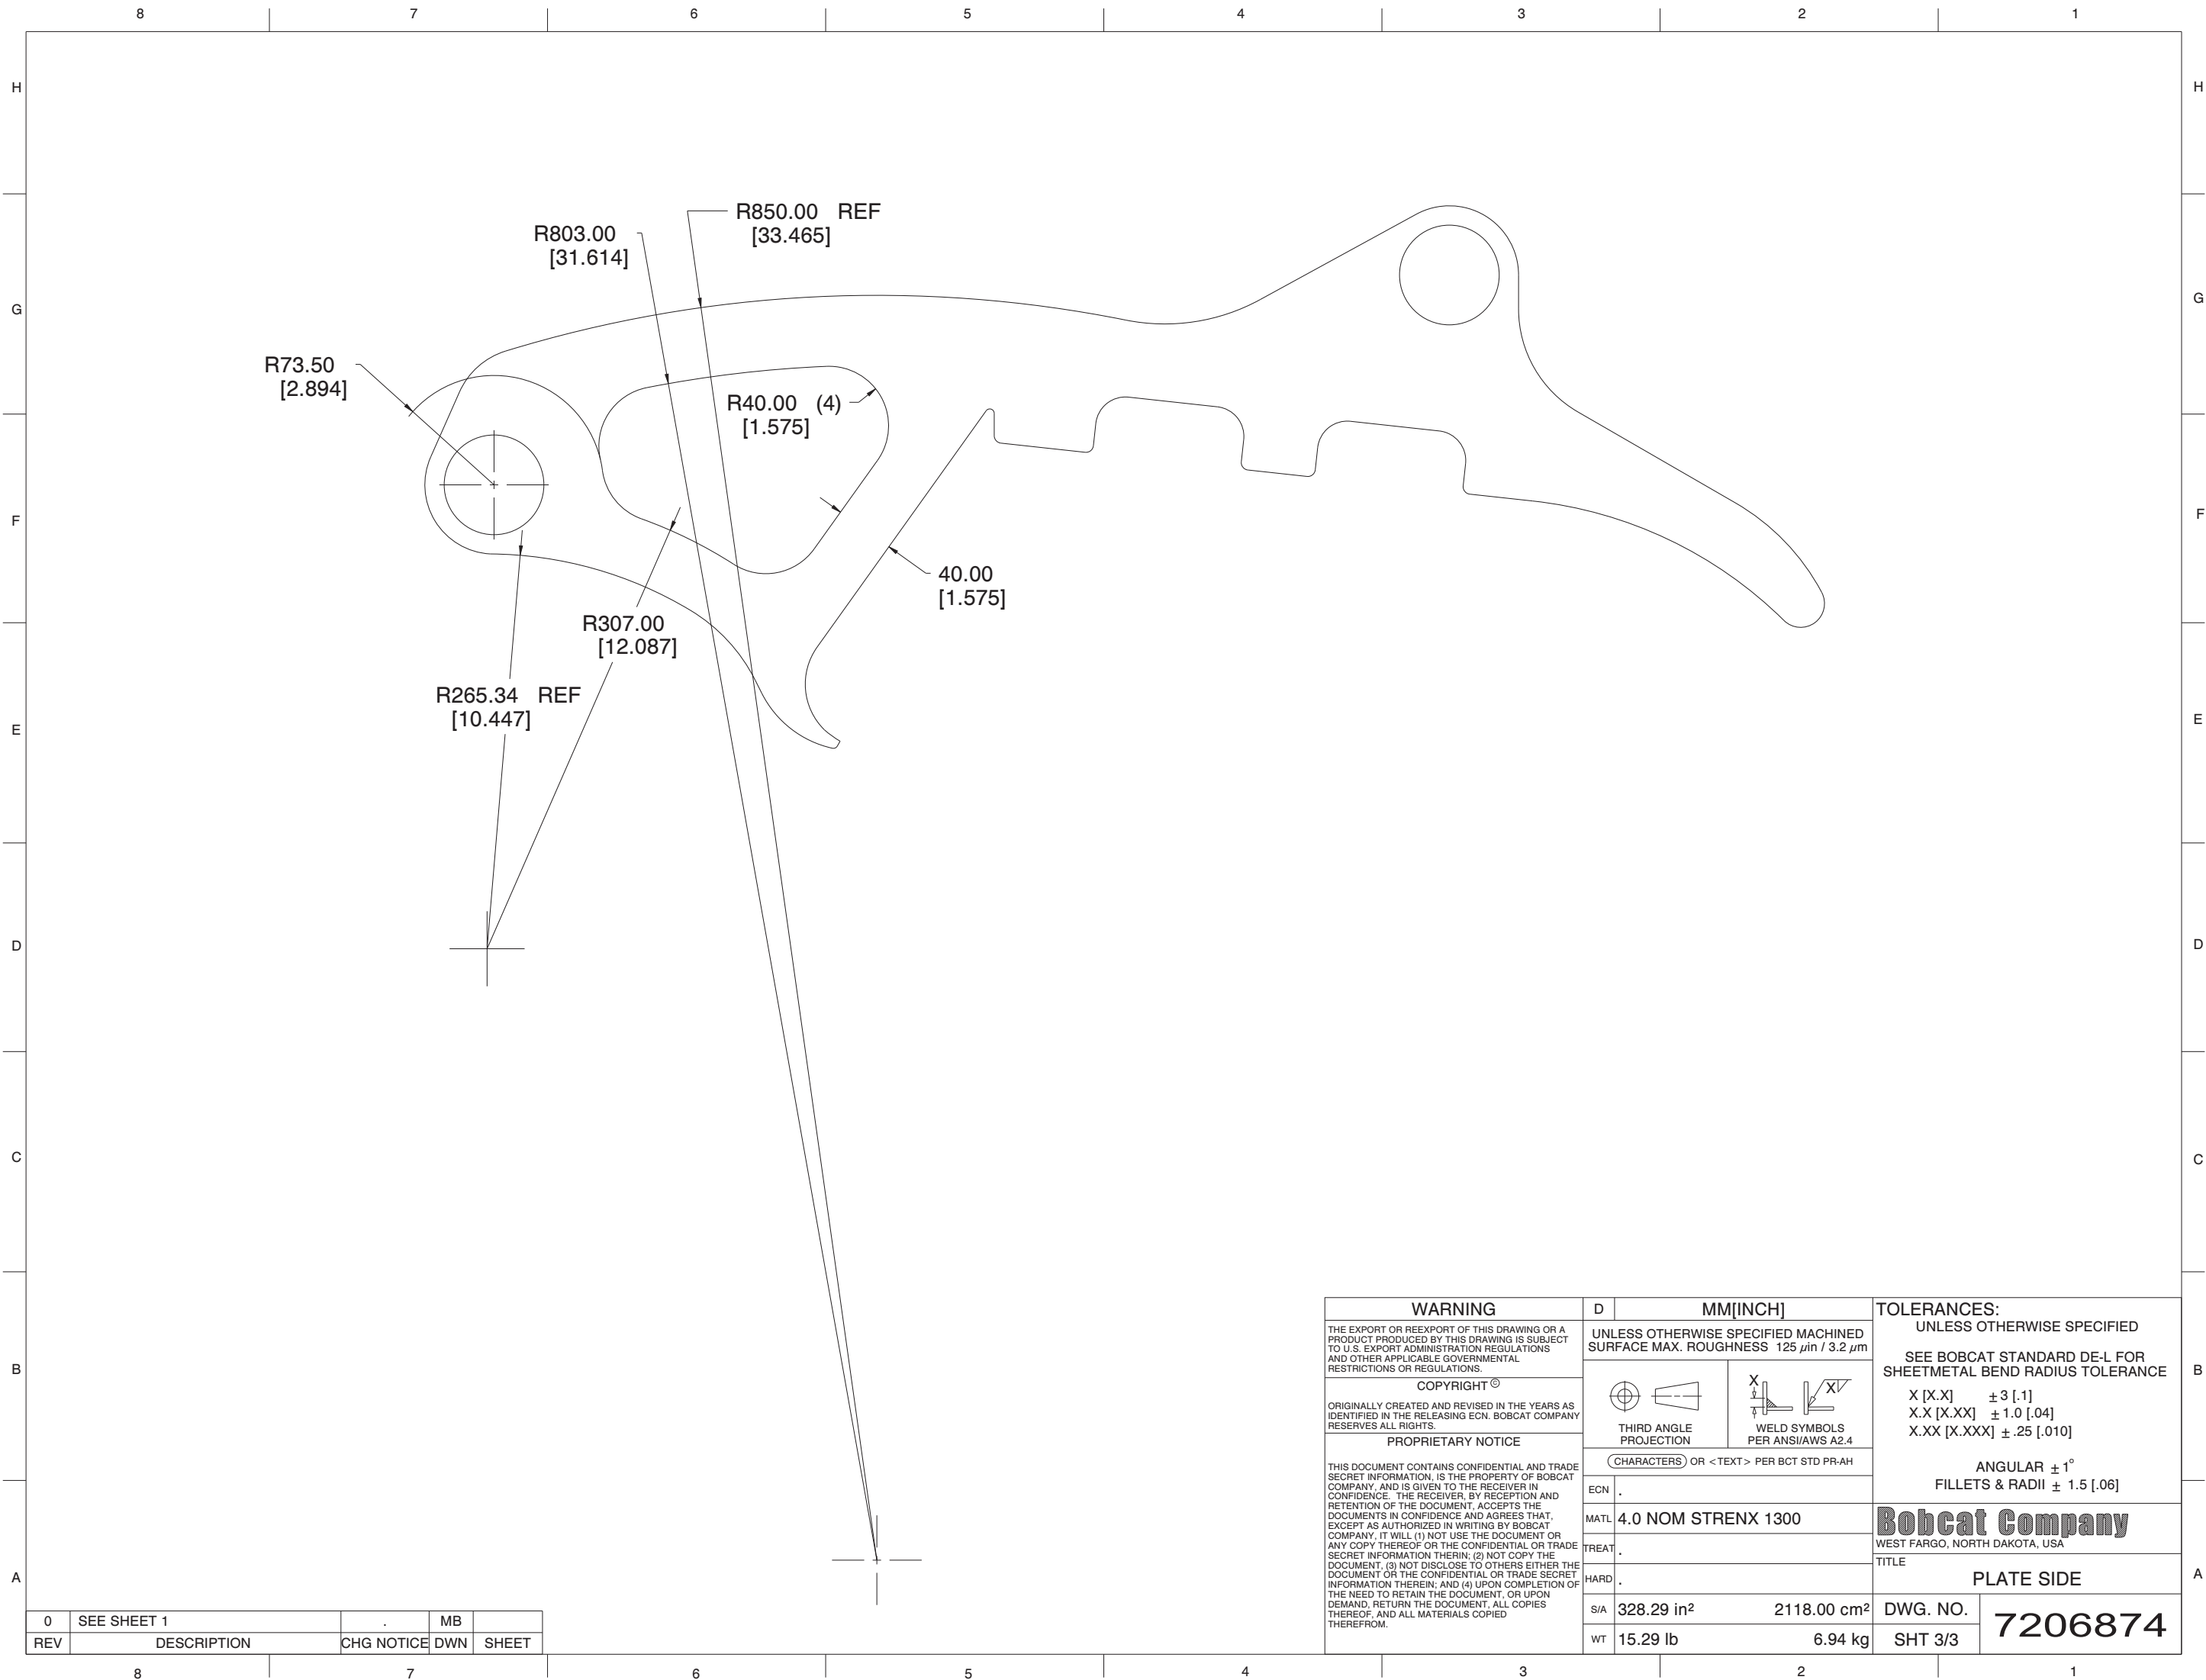 8 7 6 5 4 3 2 1
H H
R850.00 REF
[33.465]
R803.00
[31.614]
G G
R73.50
[2.894]
R40.00 (4)
[1.575]
F F
40.00
[1.575]
R307.00
[12.087]
R265.34 REF
[10.447]
E E
D D
C C
B B
A A
WARNING
THE EXPORT OR REEXPORT OF THIS DRAWING OR A
PRODUCT PRODUCED BY THIS DRAWING IS SUBJECT
TO U.S. EXPORT ADMINISTRATION REGULATIONS
AND OTHER APPLICABLE GOVERNMENTAL
RESTRICTIONS OR REGULATIONS.
COPYRIGHT ©
ORIGINALLY CREATED AND REVISED IN THE YEARS AS
IDENTIFIED IN THE RELEASING ECN. BOBCAT COMPANY
RESERVES ALL RIGHTS.
PROPRIETARY NOTICE
THIS DOCUMENT CONTAINS CONFIDENTIAL AND TRADE
SECRET INFORMATION, IS THE PROPERTY OF BOBCAT
COMPANY, AND IS GIVEN TO THE RECEIVER IN
CONFIDENCE. THE RECEIVER, BY RECEPTION AND
RETENTION OF THE DOCUMENT, ACCEPTS THE
DOCUMENTS IN CONFIDENCE AND AGREES THAT,
EXCEPT AS AUTHORIZED IN WRITING BY BOBCAT
COMPANY, IT WILL (1) NOT USE THE DOCUMENT OR
ANY COPY THEREOF OR THE CONFIDENTIAL OR TRADE
SECRET INFORMATION THERIN; (2) NOT COPY THE
DOCUMENT, (3) NOT DISCLOSE TO OTHERS EITHER THE
DOCUMENT OR THE CONFIDENTIAL OR TRADE SECRET
INFORMATION THEREIN; AND (4) UPON COMPLETION OF
THE NEED TO RETAIN THE DOCUMENT, OR UPON
DEMAND, RETURN THE DOCUMENT, ALL COPIES
THEREOF, AND ALL MATERIALS COPIED
THEREFROM.
D MM[INCH]
UNLESS OTHERWISE SPECIFIED MACHINED
SURFACE MAX. ROUGHNESS 125 µin / 3.2 µm
X X
THIRD ANGLE
PROJECTION
WELD SYMBOLS
PER ANSI/AWS A2.4
CHARACTERS OR <TEXT> PER BCT STD PR-AH
ECN .
MATL 4.0 NOM STRENX 1300
TREAT .
HARD .
S/A 328.29 in² 2118.00 cm²
WT 15.29 lb 6.94 kg
TOLERANCES:
UNLESS OTHERWISE SPECIFIED
SEE BOBCAT STANDARD DE-L FOR
SHEETMETAL BEND RADIUS TOLERANCE
X [X.X] ±3 [.1]
X.X [X.XX] ±1.0 [.04]
X.XX [X.XXX] ±.25 [.010]
ANGULAR ±1°
FILLETS & RADII ± 1.5 [.06]
Bobcat Company
WEST FARGO, NORTH DAKOTA, USA
TITLE
PLATE SIDE
DWG. NO.
7206874
SHT 3/3
0 SEE SHEET 1 . MB
REV DESCRIPTION CHG NOTICE DWN SHEET
8 7 6 5 4 3 2 1